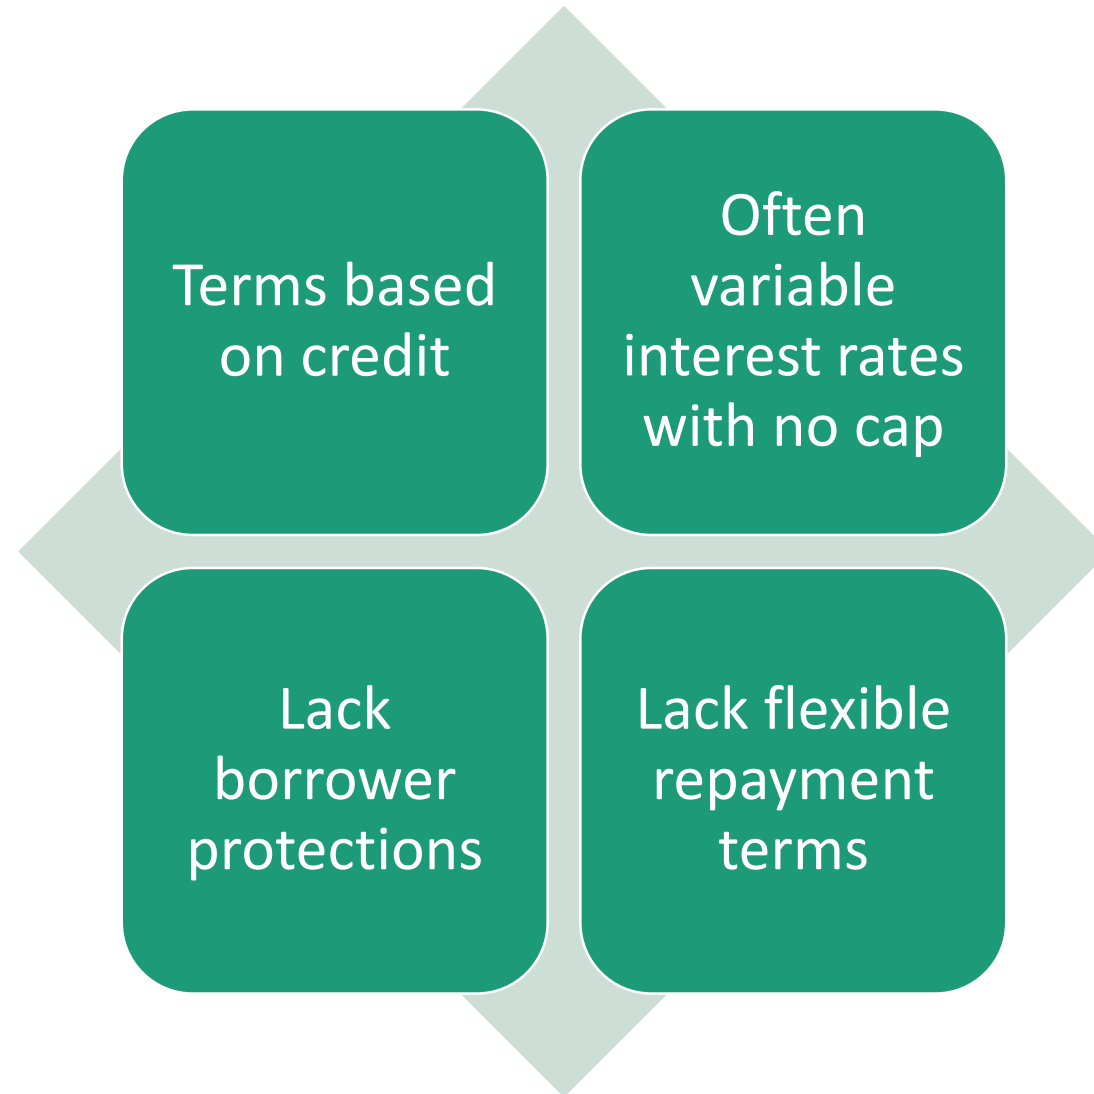 Terms based
on credit
Often
variable
interest rates
with no cap
Lack
borrower
protections
Lack flexible
repayment
terms